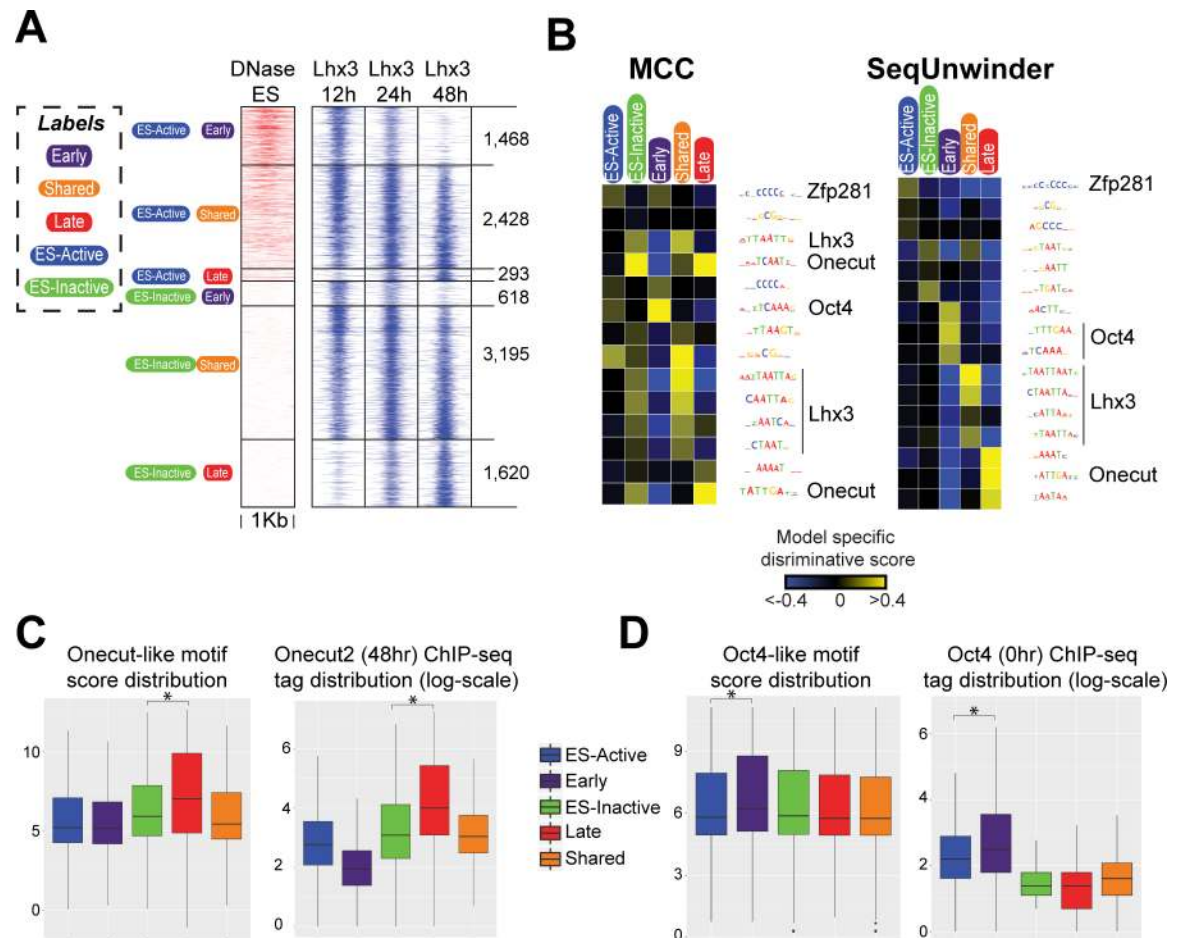 A
DNase Lhx3 Lhx3 Lhx3
ES 12h 24h 48h
Labels
Early
Shared
Late
ES-Active
ES-Inactive
ES-Active Early
1,468
ES-Active Shared
2,428
ES-Active Late
293
ES-Inactive Early
618
ES-Inactive Shared
3,195
ES-Inactive Late
1,620
1Kb
B
MCC
ES-Active
ES-Inactive
Early
Shared
Late
Zfp281
Lhx3
Onecut
Oct4
Lhx3
Onecut
SeqUnwinder
ES-Active
ES-Inactive
Early
Shared
Late
Zfp281
Oct4
Lhx3
Onecut
Model specific
disriminative score
<-0.4 0 >0.4
C
Onecut-like motif
score distribution
*
10
5
0
Onecut2 (48hr) ChIP-seq
tag distribution (log-scale)
*
6
4
2
0
ES-Active
Early
ES-Inactive
Late
Shared
D
Oct4-like motif
score distribution
*
9
6
3
0
Oct4 (0hr) ChIP-seq
tag distribution (log-scale)
*
6
4
2
0